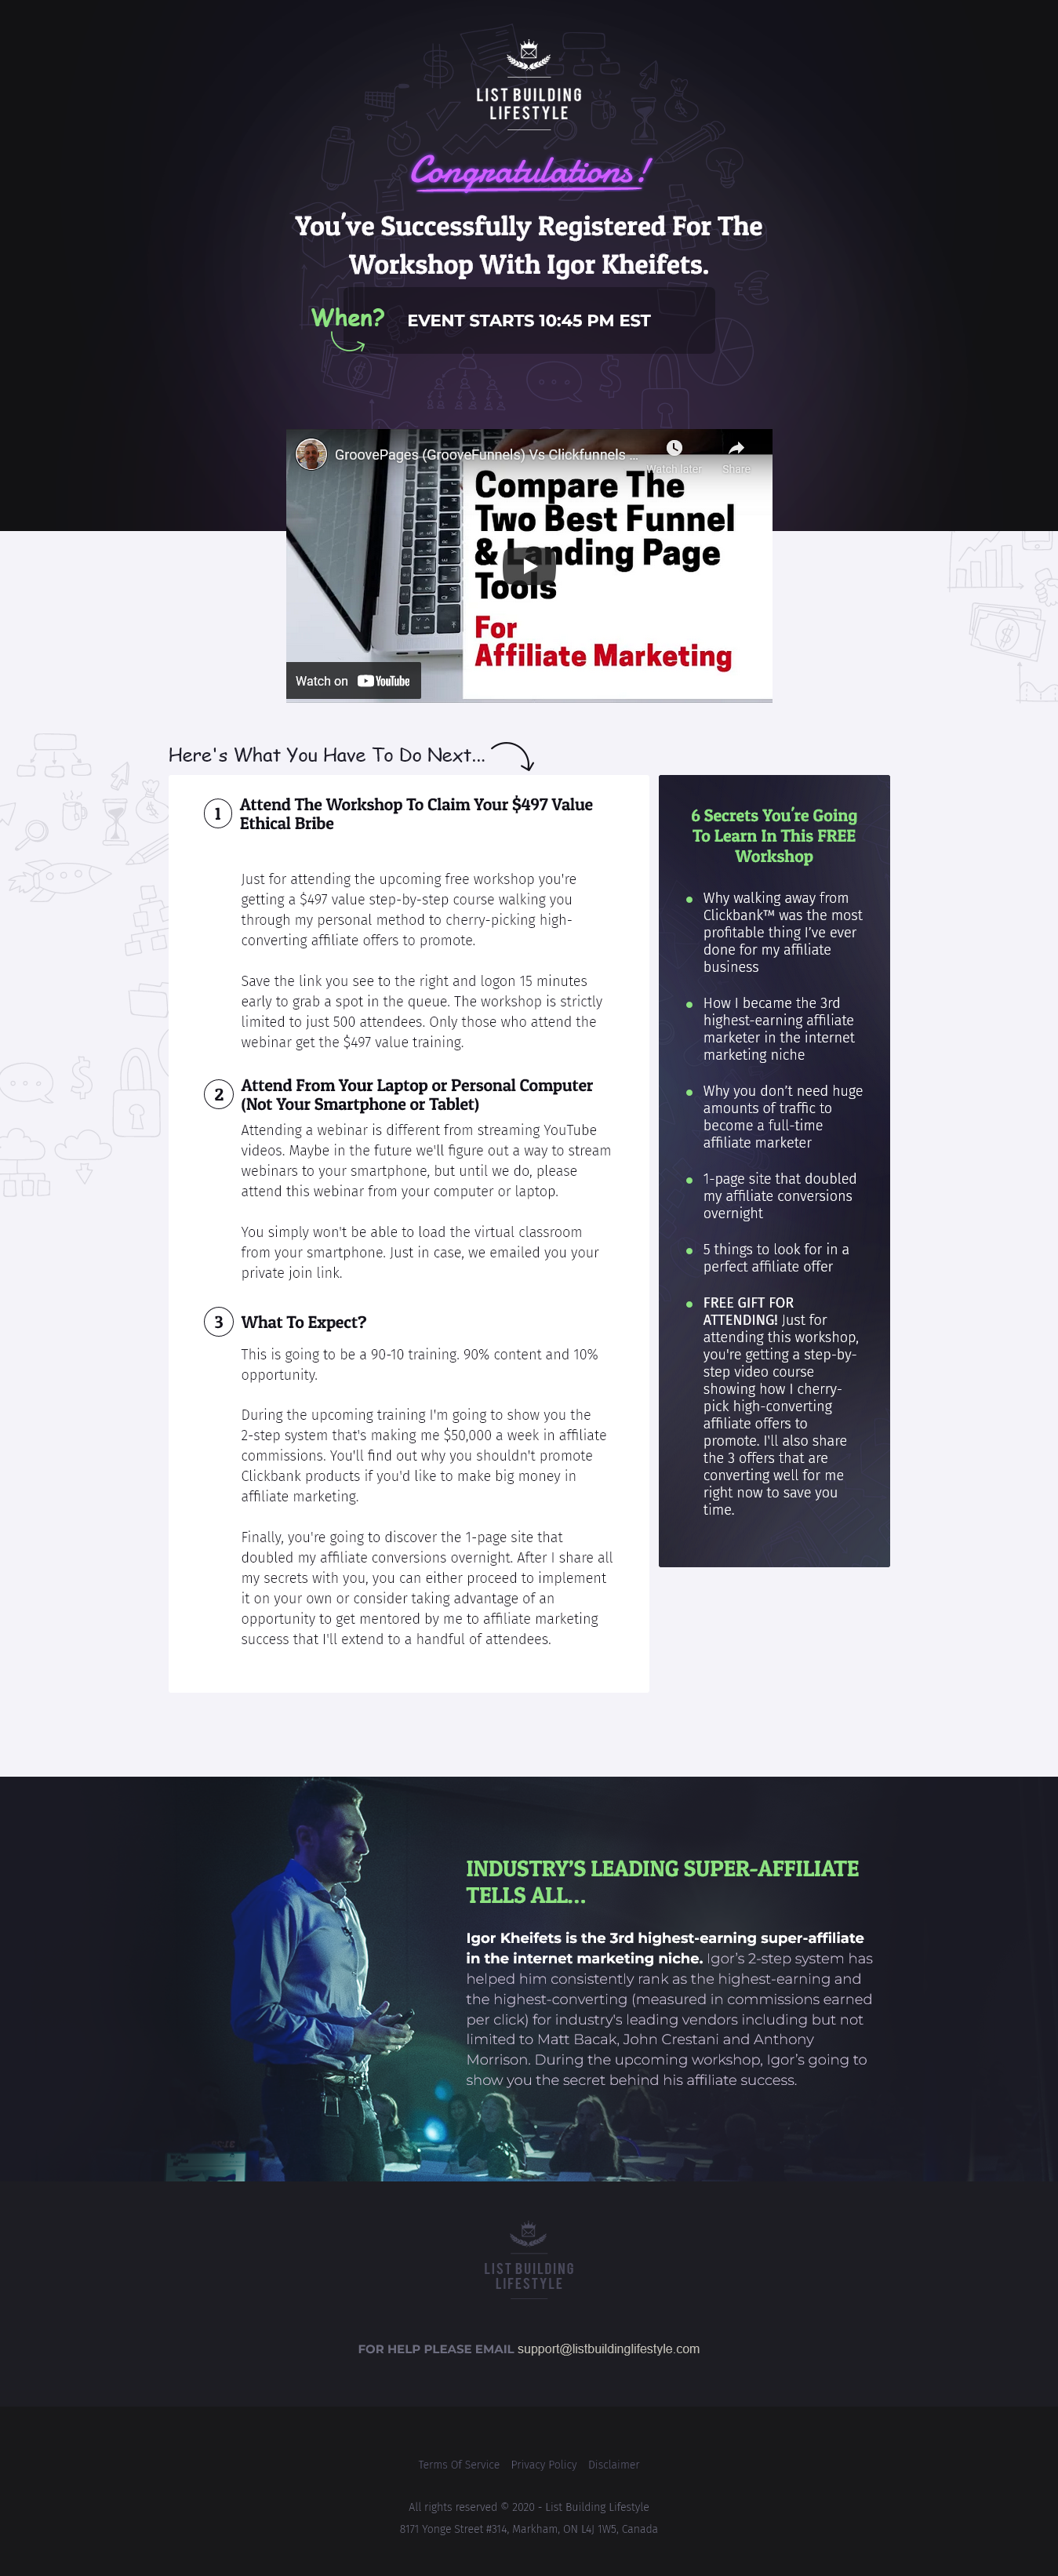 LIST BUILDING
LIFESTYLE
Congratulations!
You've Successfully Registered For The
Workshop With Igor Kheifets.
When?
EVENT STARTS 10:45 PM EST
GroovePages (GrooveFunnels) Vs Clickfunnels ...
Watch later
Share
Compare The
Two Best Funnel
& Landing Page
Tools
For
Affiliate Marketing
Watch on YouTube
Here's What You Have To Do Next...
1
Attend The Workshop To Claim Your $497 Value
Ethical Bribe
Just for attending the upcoming free workshop you're
getting a $497 value step-by-step course walking you
through my personal method to cherry-picking high-
converting affiliate offers to promote.
Save the link you see to the right and logon 15 minutes
early to grab a spot in the queue. The workshop is strictly
limited to just 500 attendees. Only those who attend the
webinar get the $497 value training.
2
Attend From Your Laptop or Personal Computer
(Not Your Smartphone or Tablet)
Attending a webinar is different from streaming YouTube
videos. Maybe in the future we'll figure out a way to stream
webinars to your smartphone, but until we do, please
attend this webinar from your computer or laptop.
You simply won't be able to load the virtual classroom
from your smartphone. Just in case, we emailed you your
private join link.
3
What To Expect?
This is going to be a 90-10 training. 90% content and 10%
opportunity.
During the upcoming training I'm going to show you the
2-step system that's making me $50,000 a week in affiliate
commissions. You'll find out why you shouldn't promote
Clickbank products if you'd like to make big money in
affiliate marketing.
Finally, you're going to discover the 1-page site that
doubled my affiliate conversions overnight. After I share all
my secrets with you, you can either proceed to implement
it on your own or consider taking advantage of an
opportunity to get mentored by me to affiliate marketing
success that I'll extend to a handful of attendees.
6 Secrets You're Going
To Learn In This FREE
Workshop
Why walking away from
Clickbank™ was the most
profitable thing I've ever
done for my affiliate
business
How I became the 3rd
highest-earning affiliate
marketer in the internet
marketing niche
Why you don't need huge
amounts of traffic to
become a full-time
affiliate marketer
1-page site that doubled
my affiliate conversions
overnight
5 things to look for in a
perfect affiliate offer
FREE GIFT FOR
ATTENDING! Just for
attending this workshop,
you're getting a step-by-
step video course
showing how I cherry-
pick high-converting
affiliate offers to
promote. I'll also share
the 3 offers that are
converting well for me
right now to save you
time.
INDUSTRY'S LEADING SUPER-AFFILIATE
TELLS ALL...
Igor Kheifets is the 3rd highest-earning super-affiliate
in the internet marketing niche. Igor's 2-step system has
helped him consistently rank as the highest-earning and
the highest-converting (measured in commissions earned
per click) for industry's leading vendors including but not
limited to Matt Bacak, John Crestani and Anthony
Morrison. During the upcoming workshop, Igor's going to
show you the secret behind his affiliate success.
LIST BUILDING
LIFESTYLE
FOR HELP PLEASE EMAIL support@listbuildinglifestyle.com
Terms Of Service Privacy Policy Disclaimer
All rights reserved © 2020 - List Building Lifestyle
8171 Yonge Street #314, Markham, ON L4J 1W5, Canada